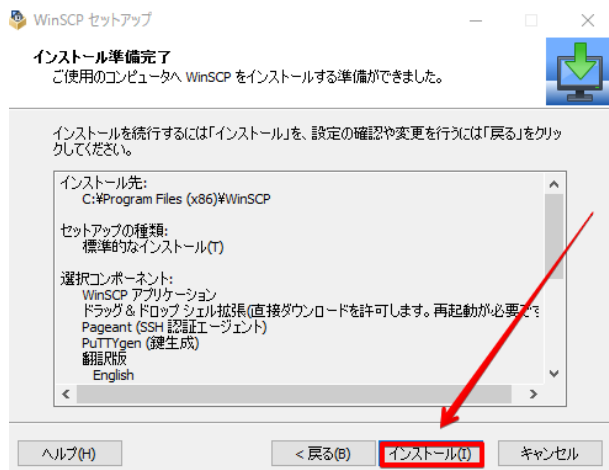 WinSCP セットアップ
インストール準備完了
ご使用のコンピュータへ WinSCP をインストールする準備ができました。
インストールを続行するには「インストール」を、設定の確認や変更を行うには「戻る」をクリッ
クしてください。
インストール先:
C:¥Program Files (x86)¥WinSCP
セットアップの種類:
標準的なインストール(T)
選択コンポーネント:
WinSCP アプリケーション
ドラッグ & ドロップ シェル拡張(直接ダウンロードを許可します。再起動が必要です
Pageant (SSH 認証エージェント)
PuTTYgen (鍵生成)
翻訳版
English
ヘルプ(H)
< 戻る(B)
インストール(I)
キャンセル